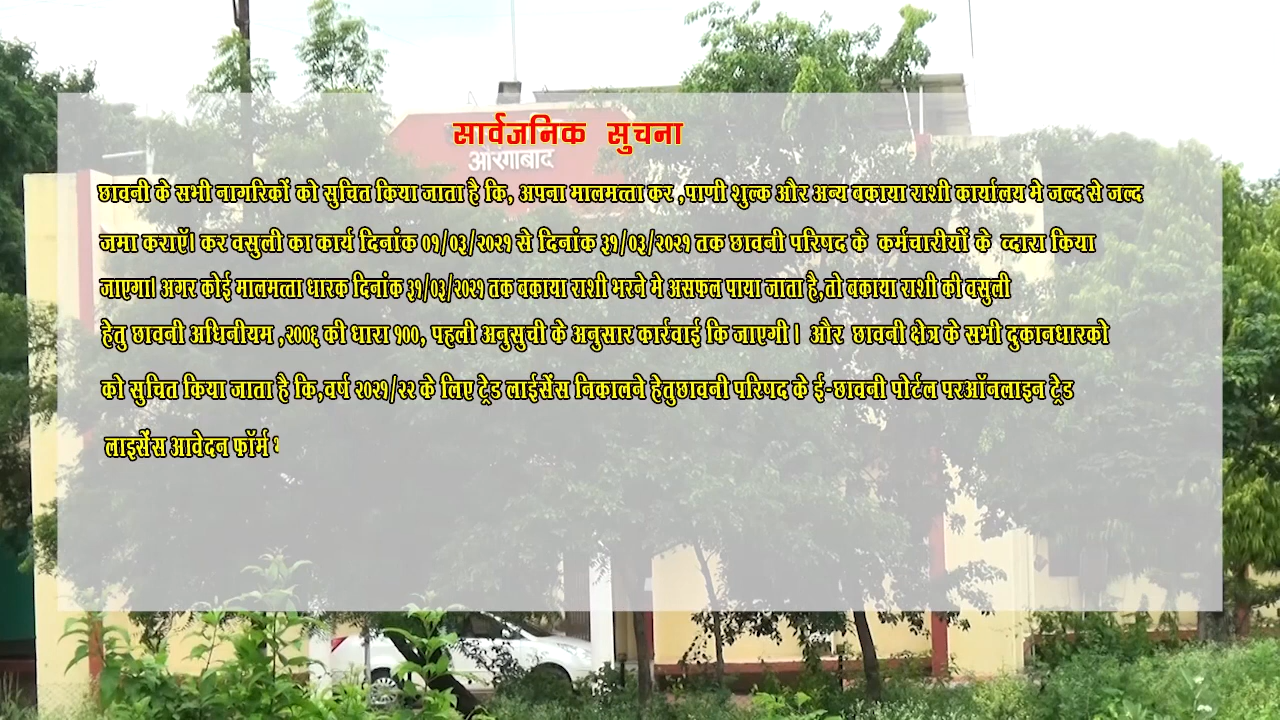 सार्वजनिक सुचना
औरंगाबाद
छावनी के सभी नागरिकों को सुचित किया जाता है कि, अपना मालमत्ता कर ,पाणी शुल्क और अन्य बकाया राशी कार्यालय मे जल्द से जल्द
जमा कराऍ। कर वसुली का कार्य दिनांक ०१/०३/२०२१ से दिनांक ३१/०३/२०२१ तक छावनी परिषद के कर्मचारीयों के व्दारा किया
जाएगा। अगर कोई मालमत्ता धारक दिनांक ३१/०३/२०२१ तक बकाया राशी भरने मे असफल पाया जाता है,तो बकाया राशी की वसुली
हेतु छावनी अधिनीयम ,२००६ की धारा १००, पहली अनुसुची के अनुसार कार्रवाई कि जाएगी । और छावनी क्षेत्र के सभी दुकानधारको
को सुचित किया जाता है कि,वर्ष २०२१/२२ के लिए ट्रेड लाईसेंस निकालने हेतुछावनी परिषद के ई-छावनी पोर्टल परऑनलाइन ट्रेड
लाइसेंस आवेदन फॉर्म